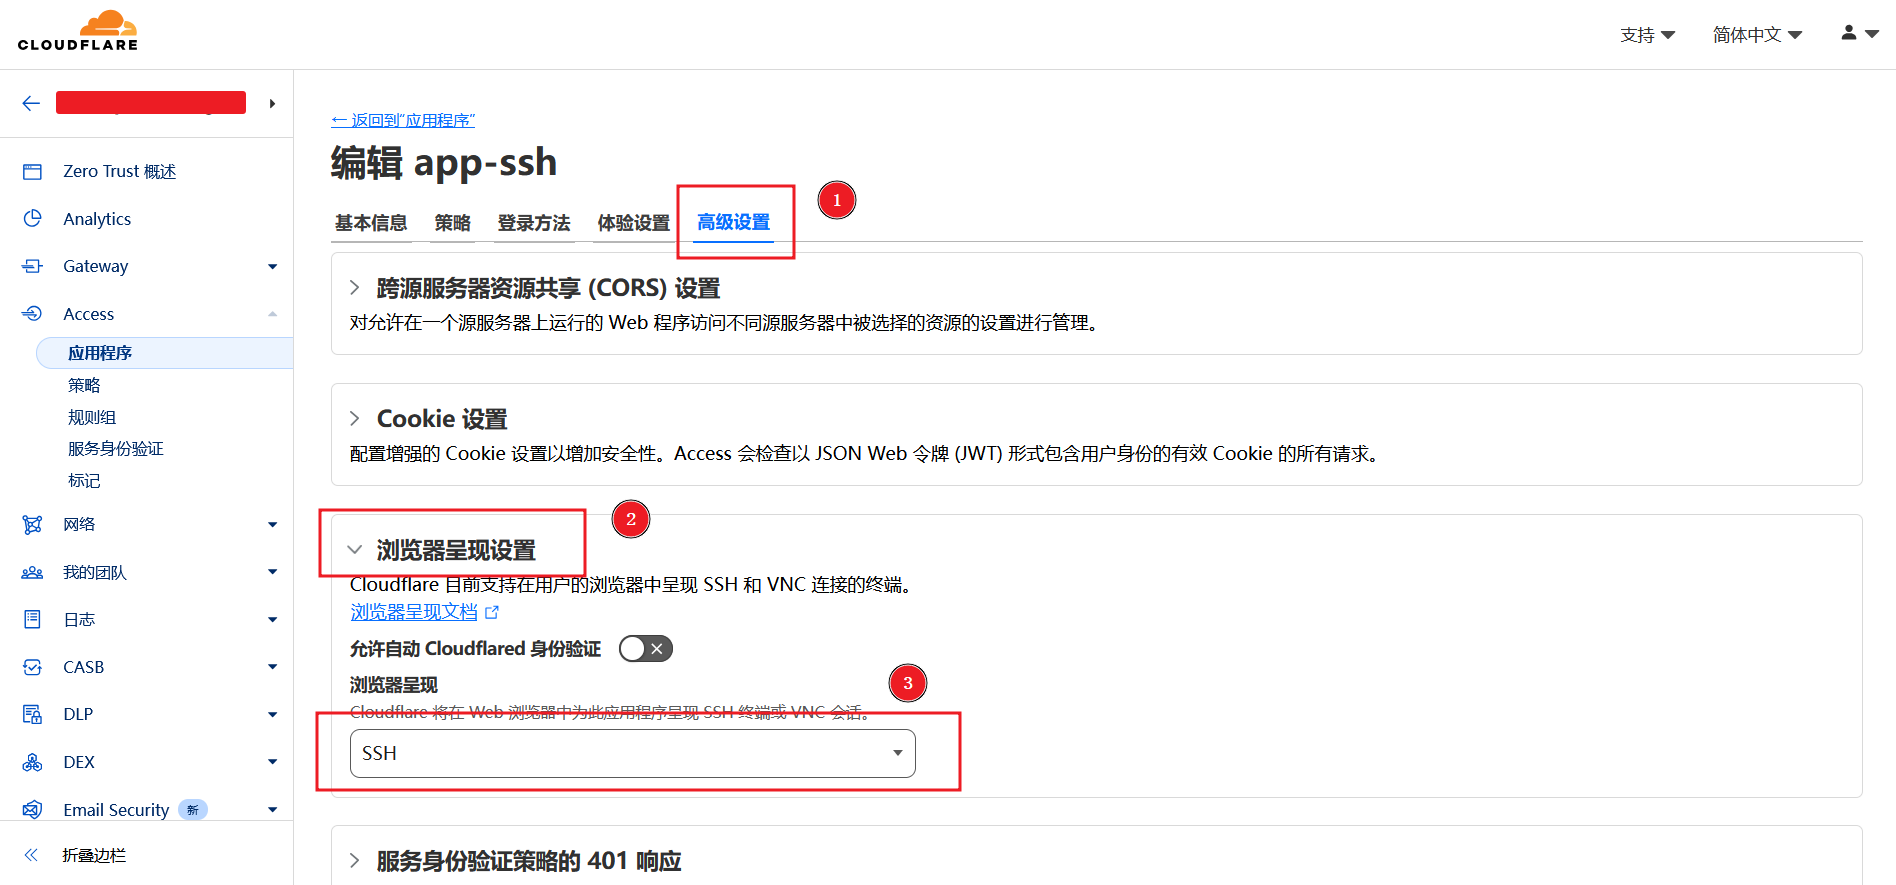 CLOUDFLARE
支持
简体中文
Zero Trust 概述
Analytics
Gateway
Access
应用程序
策略
规则组
服务身份验证
标记
网络
我的团队
日志
CASB
DLP
DEX
Email Security 新
折叠边栏
← 返回到“应用程序”
编辑 app-ssh
基本信息 策略 登录方法 体验设置 高级设置
1
跨源服务器资源共享 (CORS) 设置
对允许在一个源服务器上运行的 Web 程序访问不同源服务器中被选择的资源的设置进行管理。
Cookie 设置
配置增强的 Cookie 设置以增加安全性。Access 会检查以 JSON Web 令牌 (JWT) 形式包含用户身份的有效 Cookie 的所有请求。
2
浏览器呈现设置
Cloudflare 目前支持在用户的浏览器中呈现 SSH 和 VNC 连接的终端。
浏览器呈现文档
允许自动 Cloudflared 身份验证
浏览器呈现
3
Cloudflare 将在 Web 浏览器中为此应用程序呈现 SSH 终端或 VNC 会话。
SSH
服务身份验证策略的 401 响应